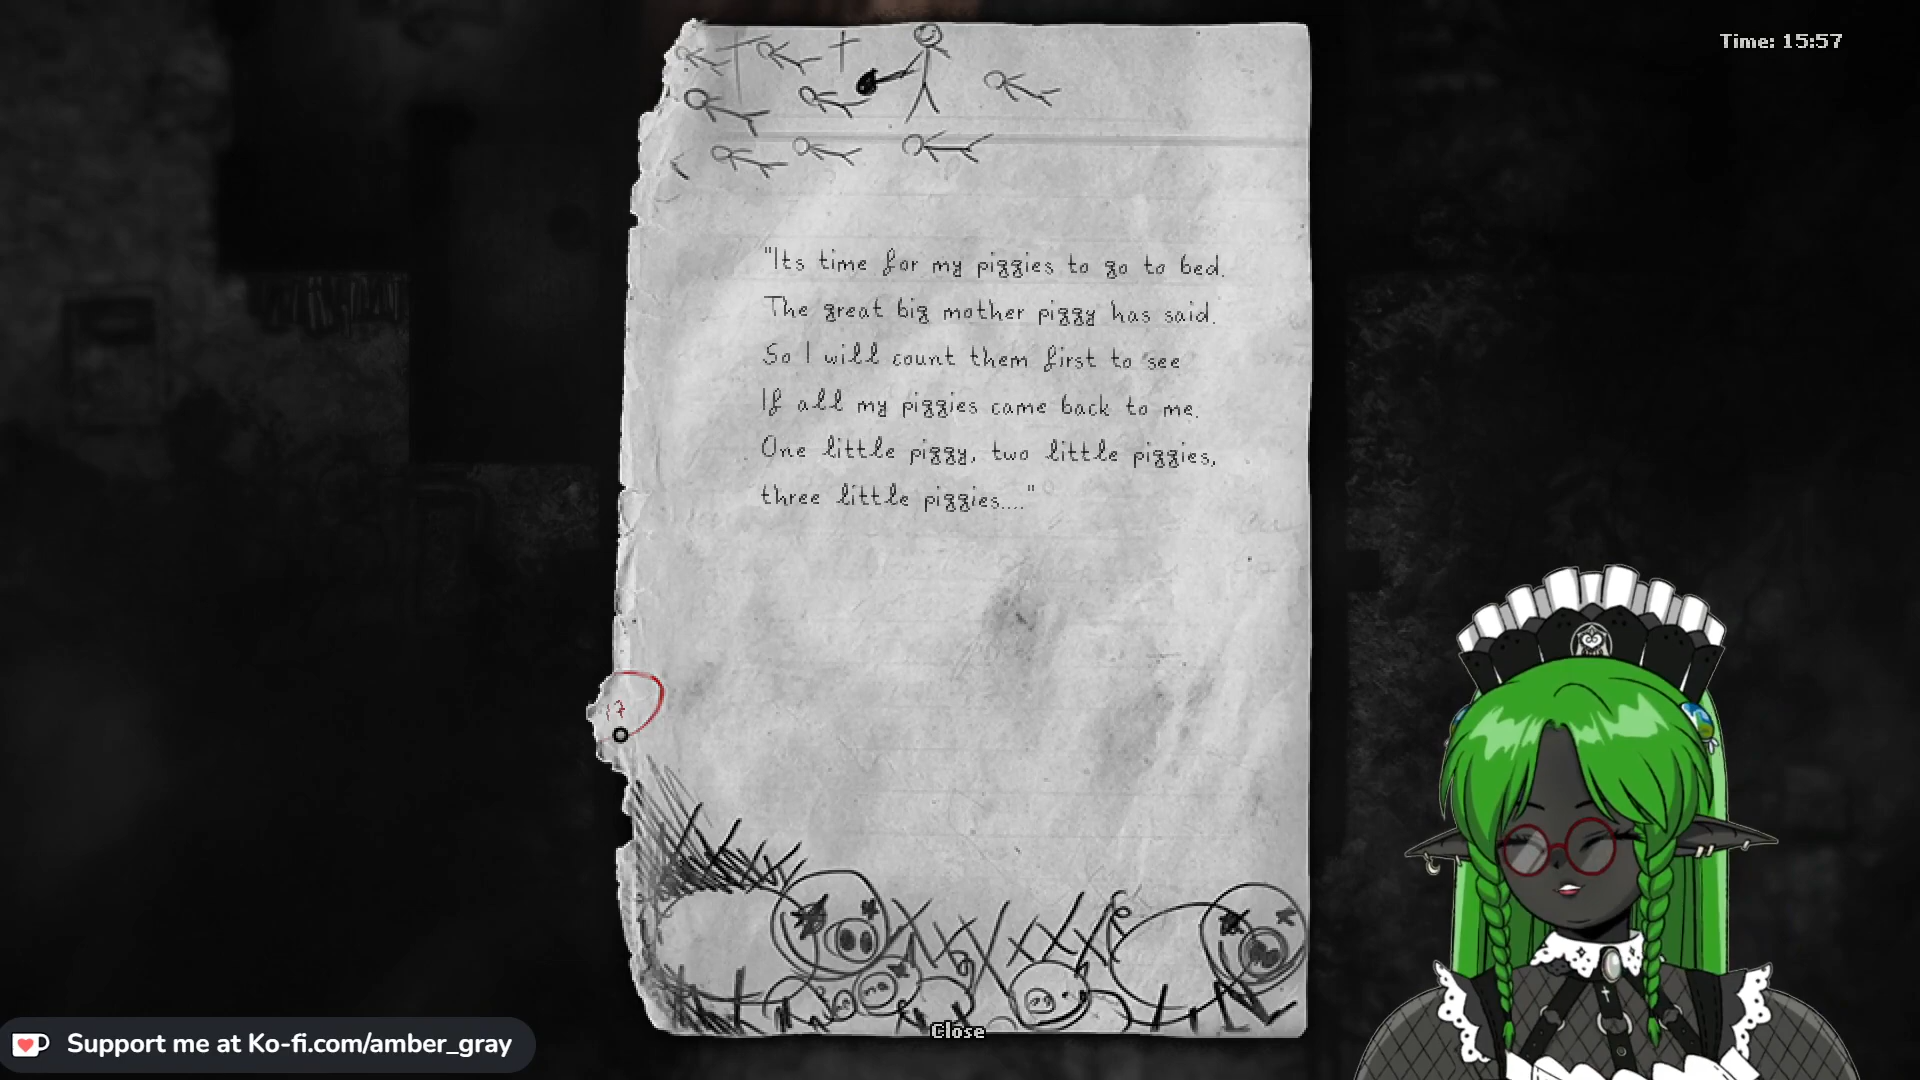 Time: 15:57
"Its time for my piggies to go to bed.
The great big mother piggy has said.
So I will count them first to see
If all my piggies came back to me.
One little piggy, two little piggies,
three little piggies...."
17
Close
Support me at Ko-fi.com/amber_gray